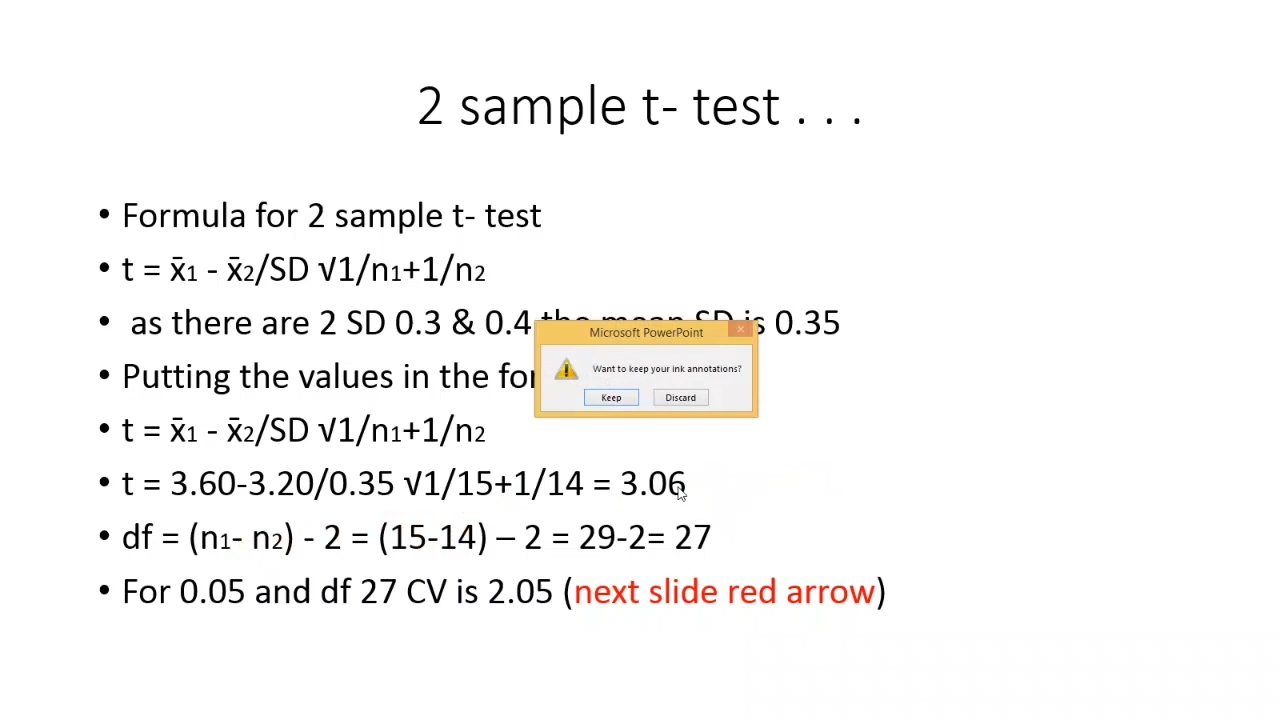 2 sample t- test . . .
• Formula for 2 sample t- test
• t = x̄1 - x̄2/SD √1/n1+1/n2
• as there are 2 SD 0.3 & 0.4 the mean SD is 0.35
• Putting the values in the for
• t = x̄1 - x̄2/SD √1/n1+1/n2
• t = 3.60-3.20/0.35 √1/15+1/14 = 3.06
• df = (n1- n2) - 2 = (15-14) – 2 = 29-2= 27
• For 0.05 and df 27 CV is 2.05 (next slide red arrow)
Microsoft PowerPoint
Want to keep your ink annotations?
Keep Discard